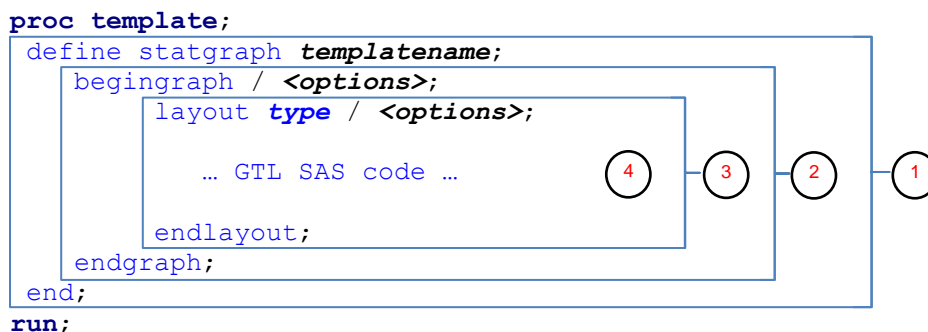 proc template;
define statgraph templatename;
begingraph / <options>;
layout type / <options>;
… GTL SAS code …
4 3 2 1
endlayout;
endgraph;
end;
run;